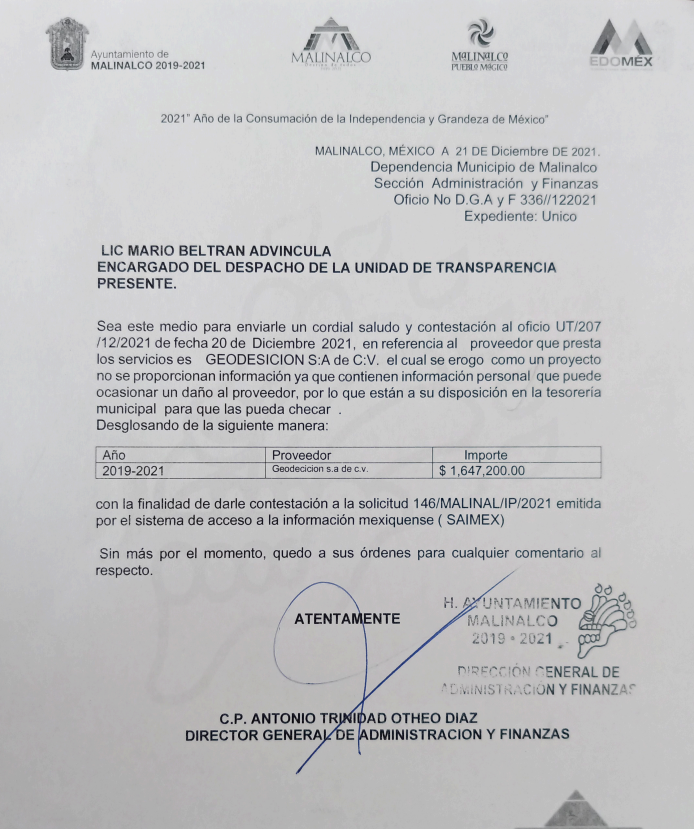 Ayuntamiento de
MALINALCO 2019-2021
MALINALCO
MALINALCO
PUEBLO MÁGICO
EDOMÉX
2021" Año de la Consumación de la Independencia y Grandeza de México"
MALINALCO, MÉXICO A 21 DE Diciembre DE 2021.
Dependencia Municipio de Malinalco
Sección Administración y Finanzas
Oficio No D.G.A y F 336//122021
Expediente: Unico
LIC MARIO BELTRAN ADVINCULA
ENCARGADO DEL DESPACHO DE LA UNIDAD DE TRANSPARENCIA
PRESENTE.
Sea este medio para enviarle un cordial saludo y contestación al oficio UT/207
/12/2021 de fecha 20 de Diciembre 2021, en referencia al proveedor que presta
los servicios es GEODESICION S:A de C:V. el cual se erogo como un proyecto
no se proporcionan información ya que contienen información personal que puede
ocasionar un daño al proveedor, por lo que están a su disposición en la tesorería
municipal para que las pueda checar .
Desglosando de la siguiente manera:
Año Proveedor Importe
2019-2021 Geodecicion s.a de c.v. $ 1,647,200.00
con la finalidad de darle contestación a la solicitud 146/MALINAL/IP/2021 emitida
por el sistema de acceso a la información mexiquense ( SAIMEX)
Sin más por el momento, quedo a sus órdenes para cualquier comentario al
respecto.
ATENTAMENTE
H. AYUNTAMIENTO
MALINALCO
2019 - 2021
DIRECCIÓN GENERAL DE
ADMINISTRACIÓN Y FINANZAS
C.P. ANTONIO TRINIDAD OTHEO DIAZ
DIRECTOR GENERAL DE ADMINISTRACION Y FINANZAS